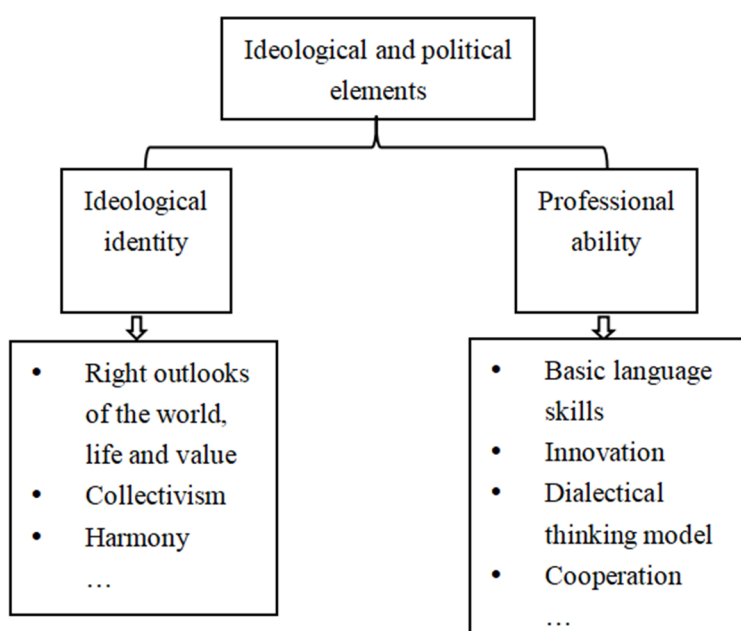 Ideological and political
elements
Ideological
identity
Professional
ability
• Right outlooks
of the world,
life and value
• Collectivism
• Harmony
…
• Basic language
skills
• Innovation
• Dialectical
thinking model
• Cooperation
…